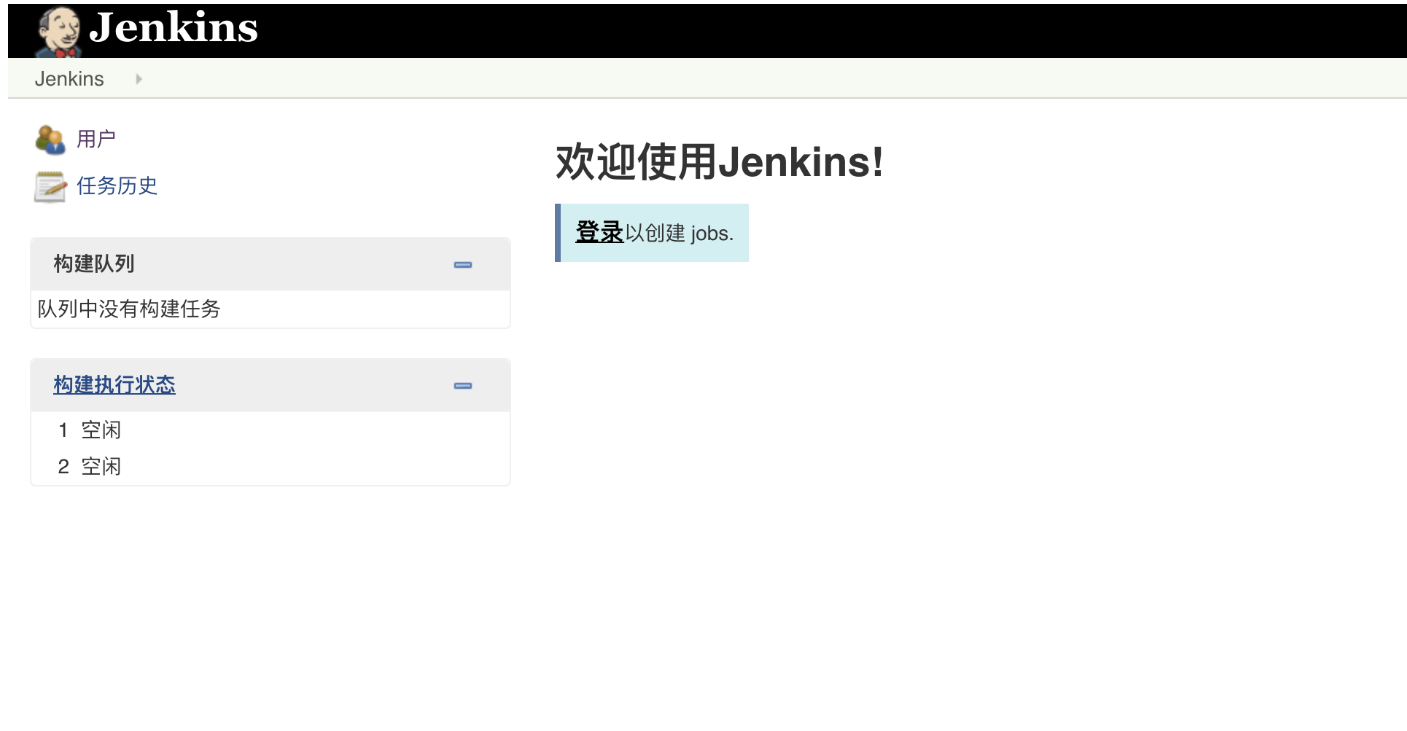 Jenkins
Jenkins
用户
任务历史
构建队列
队列中没有构建任务
构建执行状态
1 空闲
2 空闲
欢迎使用Jenkins!
登录以创建 jobs.